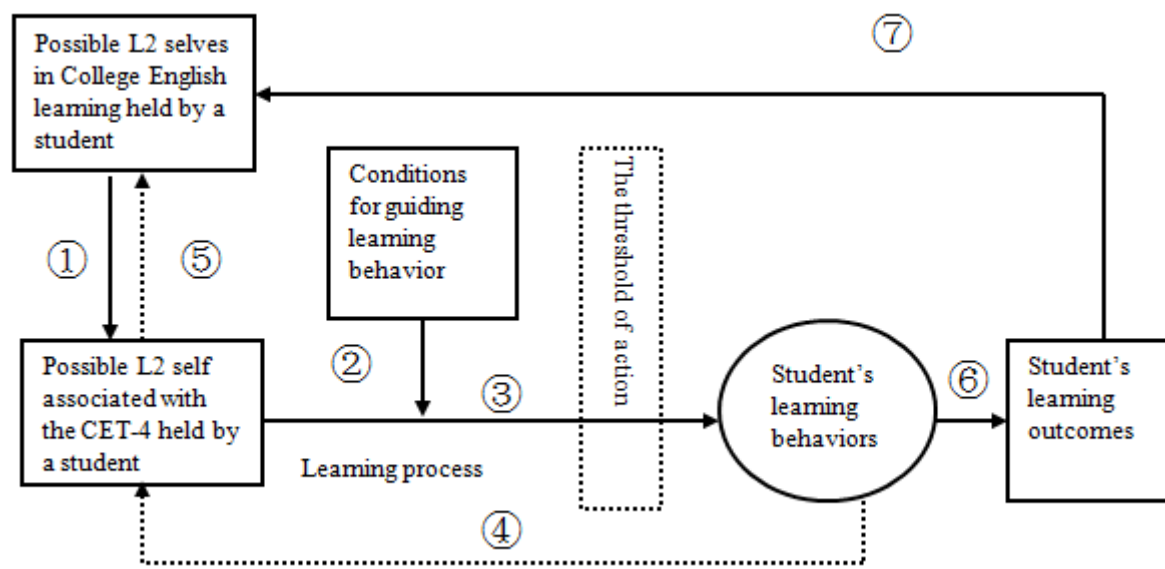 ⑦
Possible L2 selves
in College English
learning held by a
student
Conditions
for guiding
learning
behavior
The threshold of action
①
⑤
②
③
Possible L2 self
associated with
the CET-4 held by
a student
Learning process
Student's
learning
behaviors
⑥
Student's
learning
outcomes
④